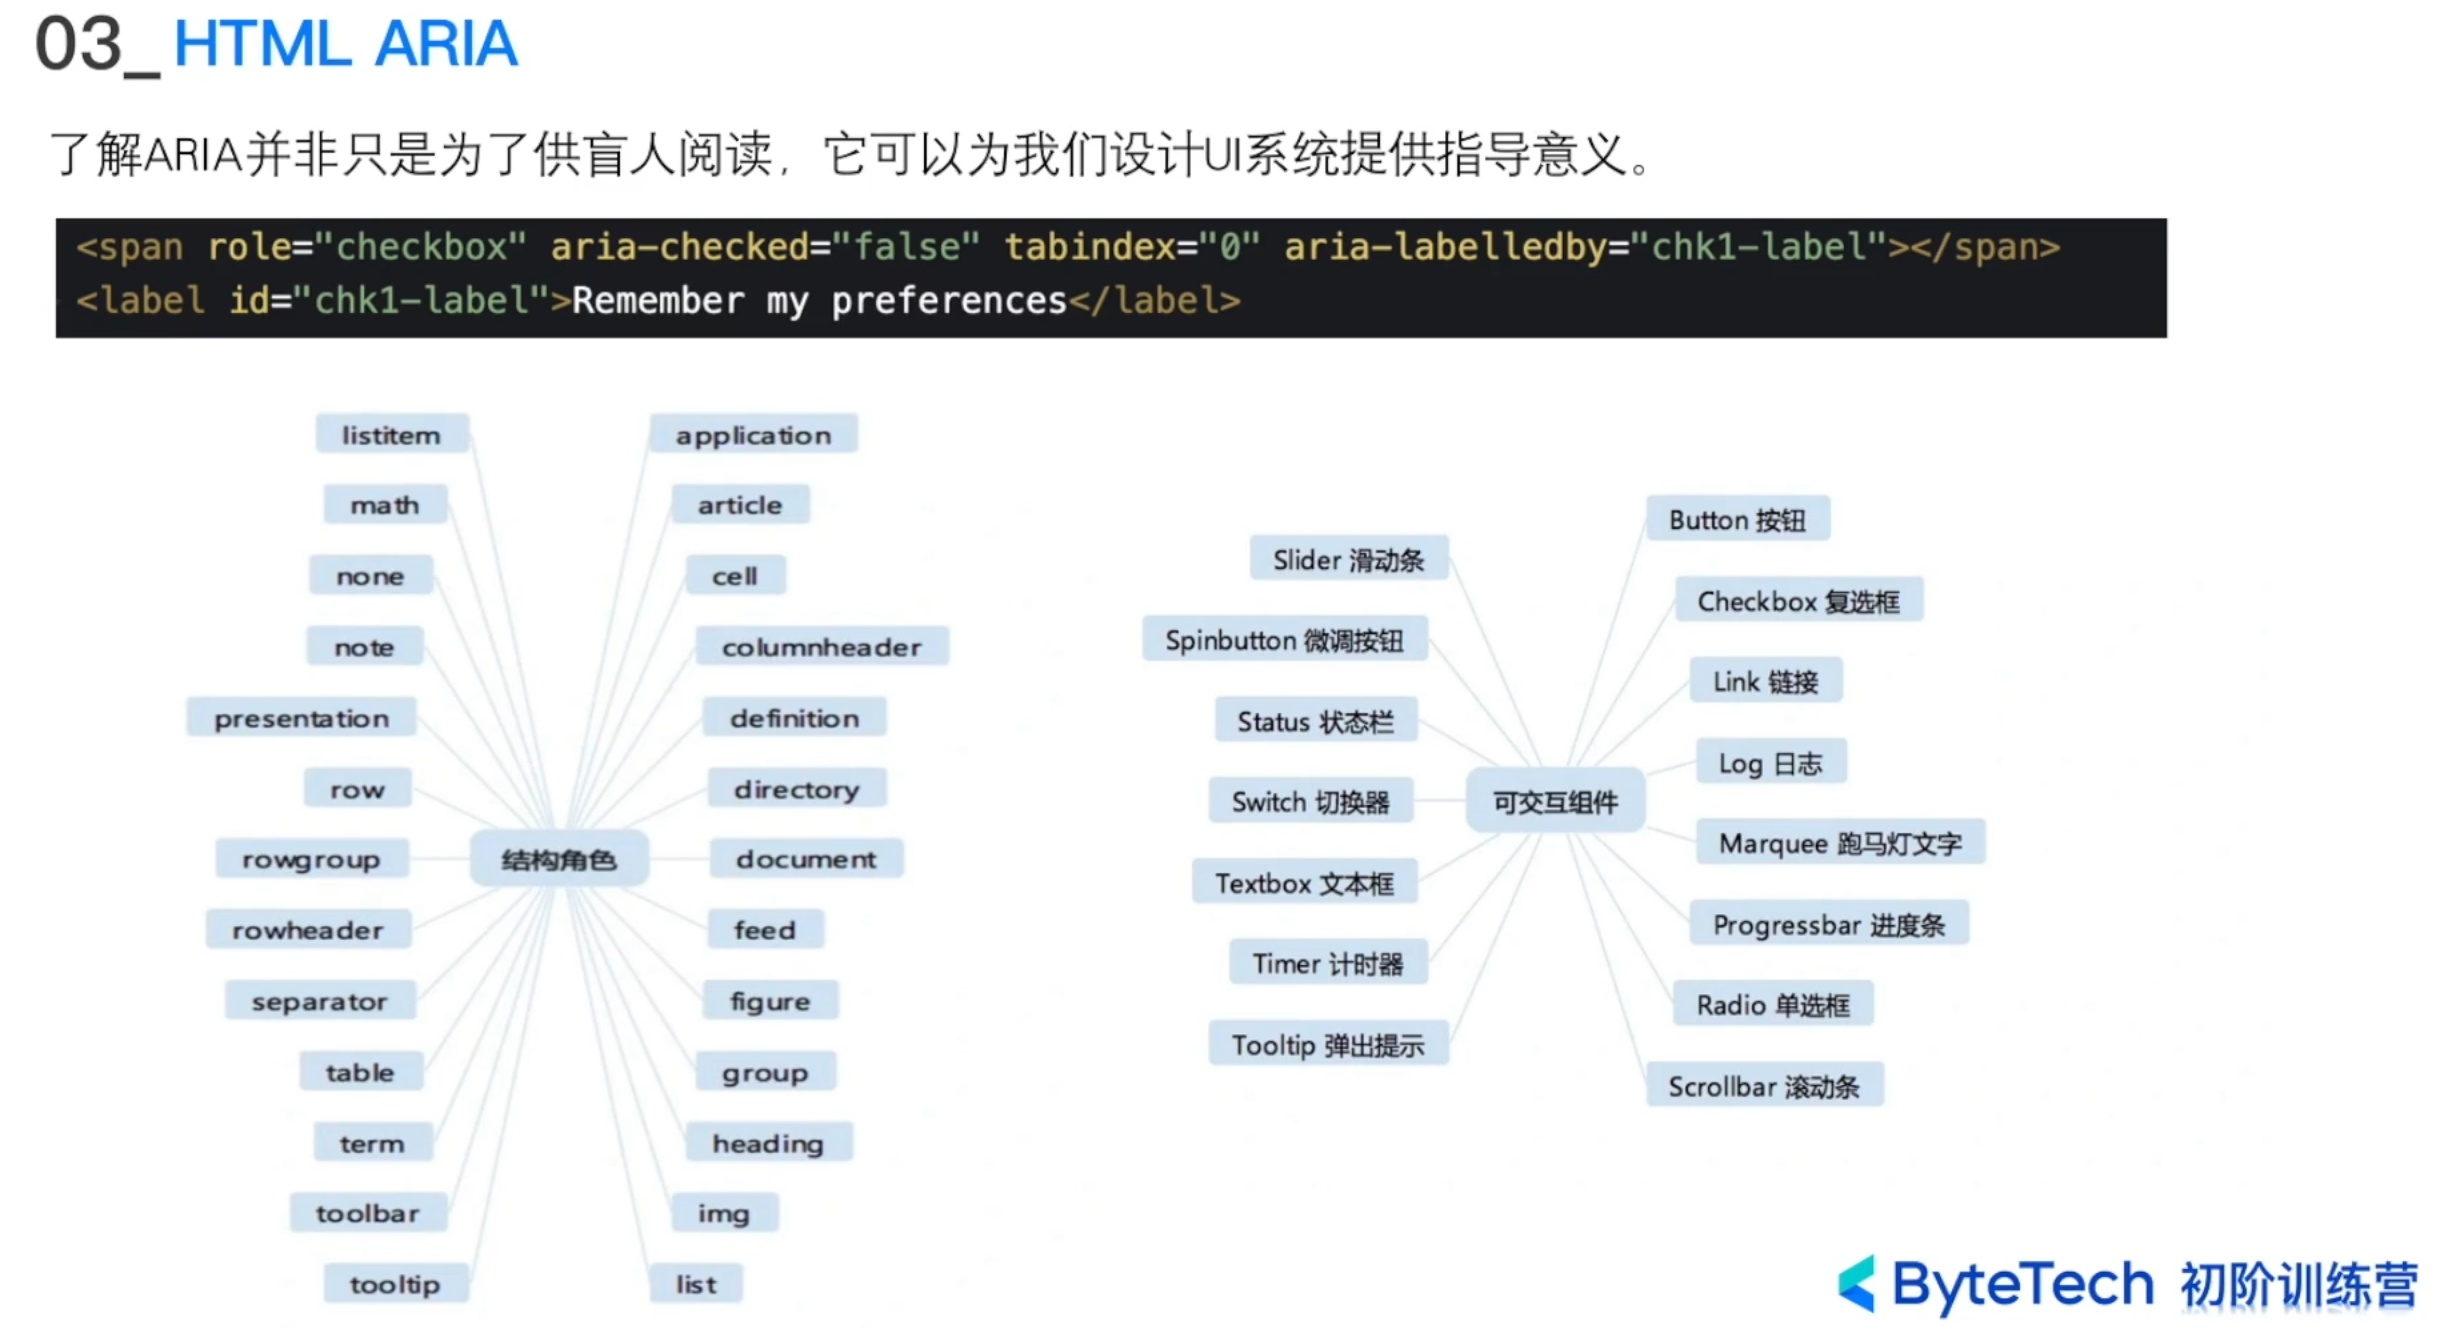 03_ HTML ARIA
了解ARIA并非只是为了供盲人阅读，它可以为我们设计UI系统提供指导意义。
<span role="checkbox" aria-checked="false" tabindex="0" aria-labelledby="chk1-label"></span>
<label id="chk1-label">Remember my preferences</label>
结构角色
listitem
math
none
note
presentation
row
rowgroup
rowheader
separator
table
term
toolbar
tooltip
application
article
cell
columnheader
definition
directory
document
feed
figure
group
heading
img
list
可交互组件
Slider 滑动条
Spinbutton 微调按钮
Status 状态栏
Switch 切换器
Textbox 文本框
Timer 计时器
Tooltip 弹出提示
Button 按钮
Checkbox 复选框
Link 链接
Log 日志
Marquee 跑马灯文字
Progressbar 进度条
Radio 单选框
Scrollbar 滚动条
ByteTech 初阶训练营